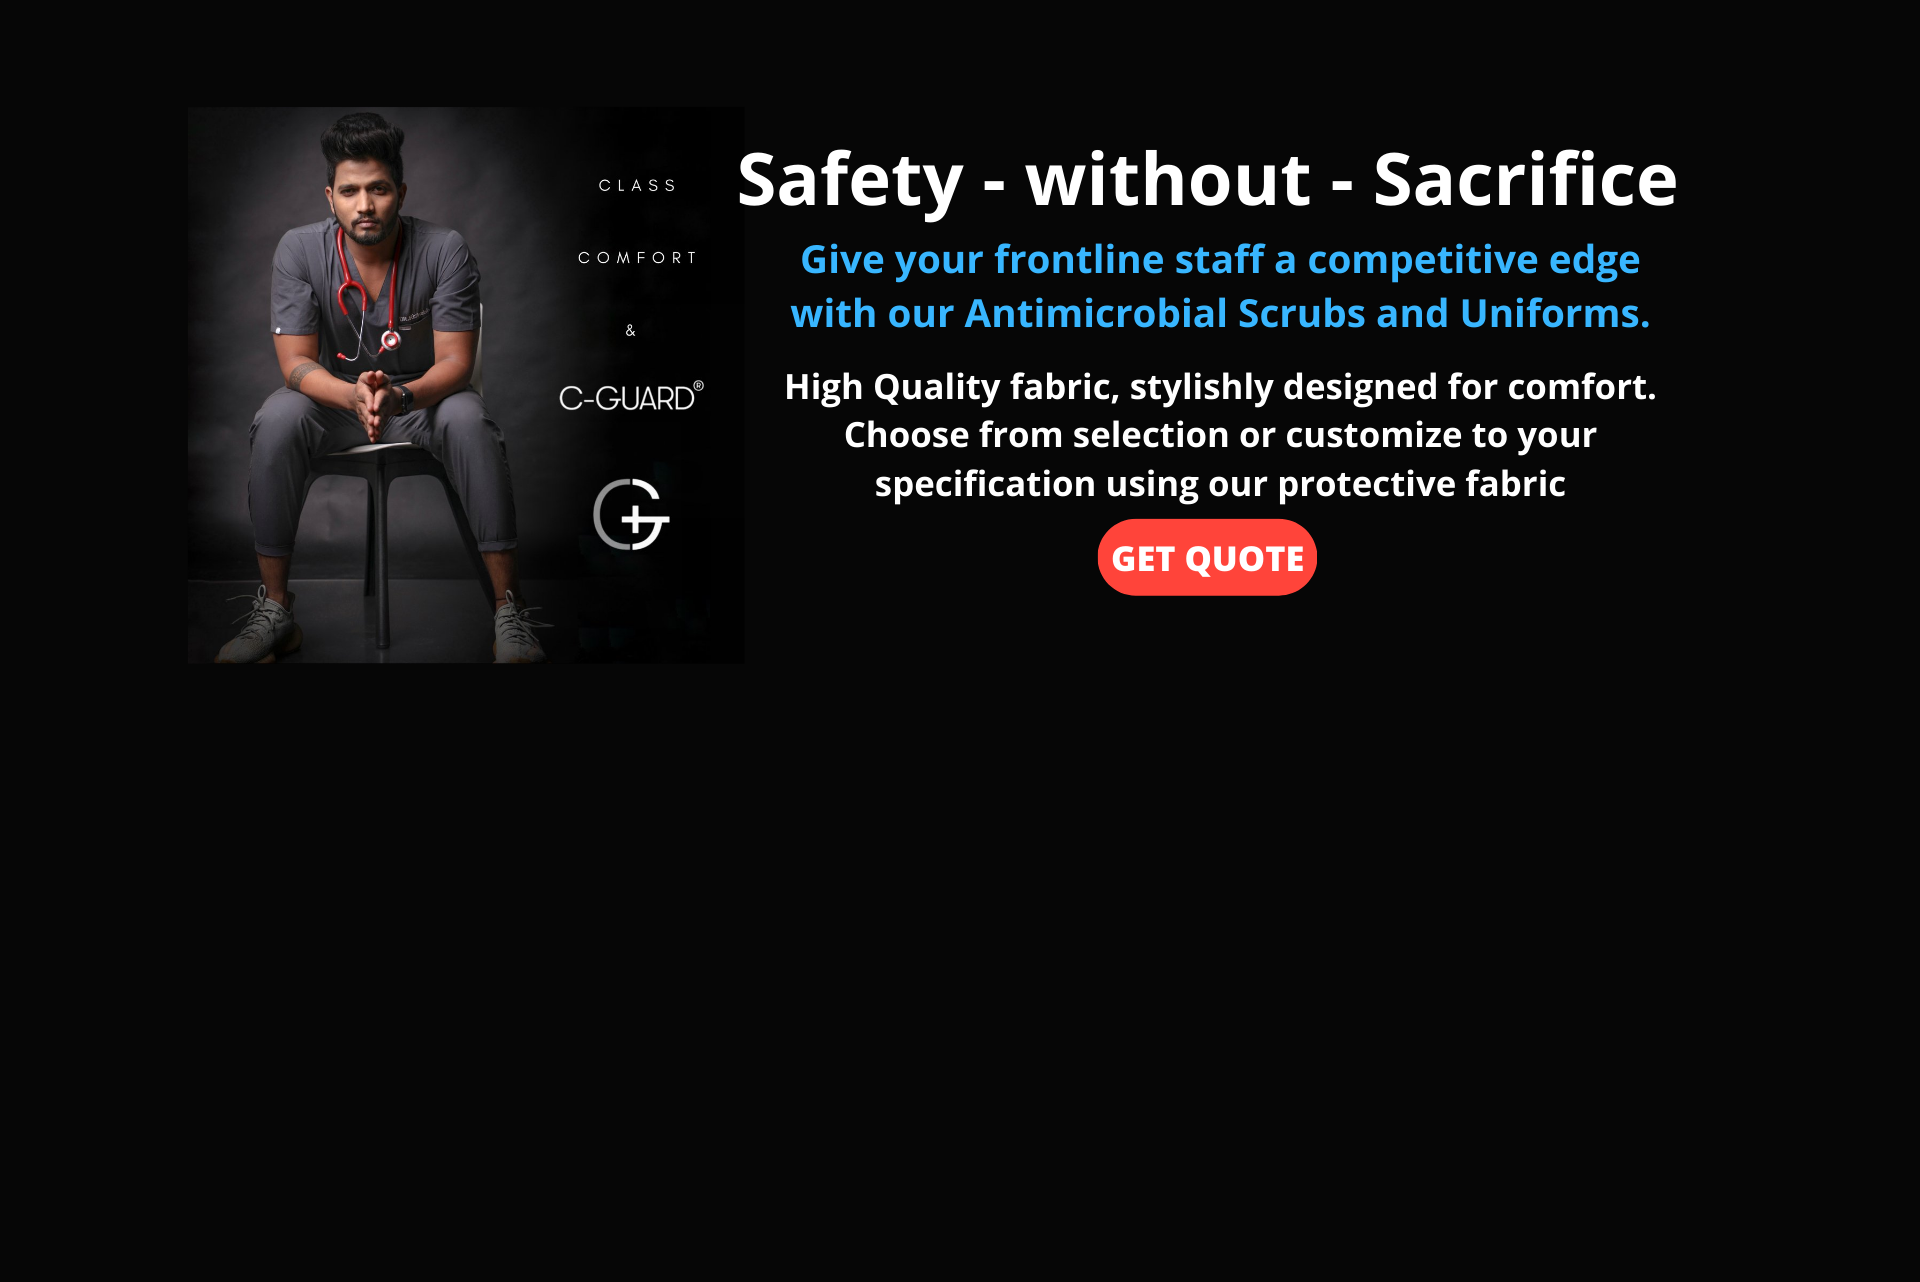 CLASS
COMFORT
&
C-GUARD®
Safety - without - Sacrifice
Give your frontline staff a competitive edge
with our Antimicrobial Scrubs and Uniforms.
High Quality fabric, stylishly designed for comfort.
Choose from selection or customize to your
specification using our protective fabric
GET QUOTE